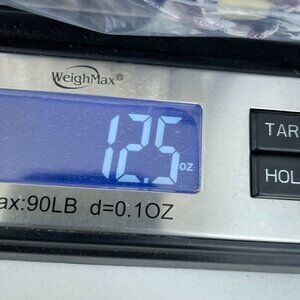 WeighMax®
12.5 oz
ax:90LB d=0.1OZ
TAR
HOL